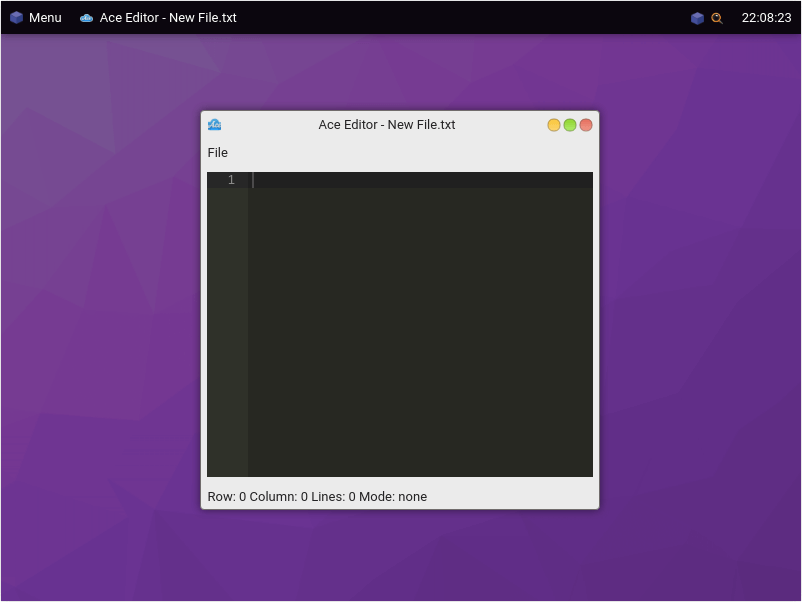 Menu Ace Editor - New File.txt 22:08:23
Ace Editor - New File.txt
File
1
Row: 0 Column: 0 Lines: 0 Mode: none